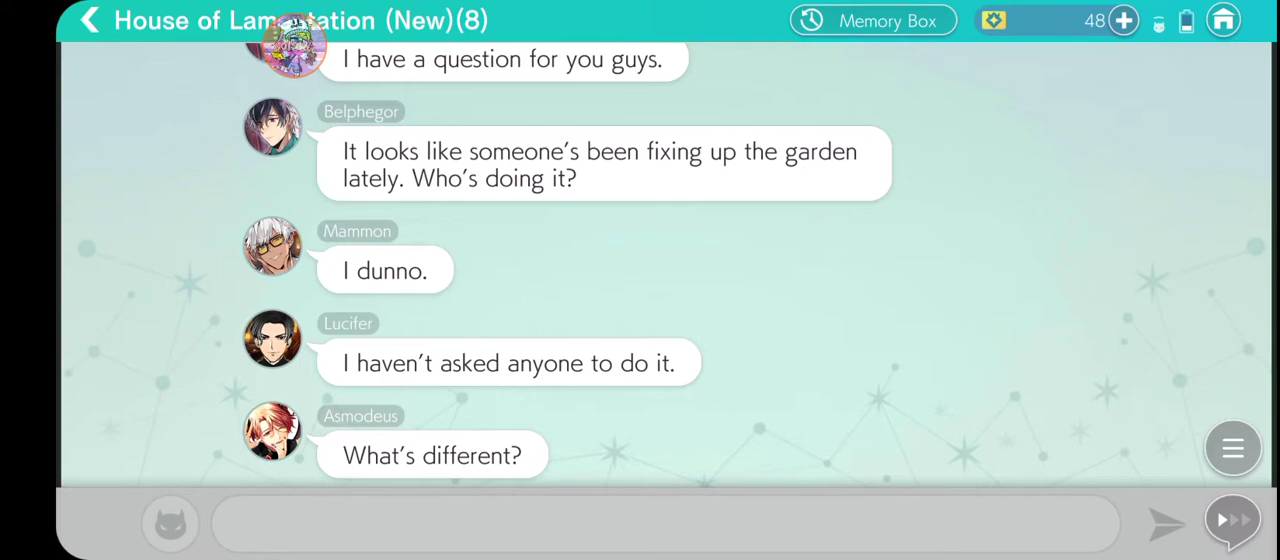 House of Lamentation (New)(8)
Memory Box
48
I have a question for you guys.
Belphegor
It looks like someone's been fixing up the garden
lately. Who's doing it?
Mammon
I dunno.
Lucifer
I haven't asked anyone to do it.
Asmodeus
What's different?